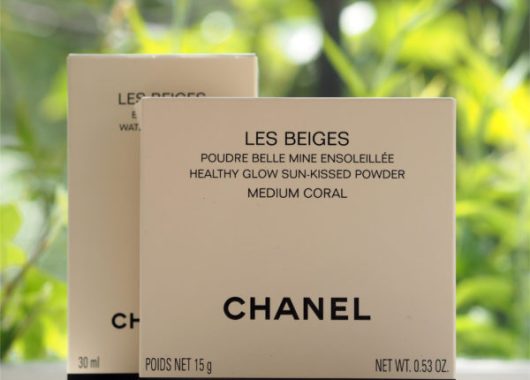 LES BEIGES
30 ml
LES BEIGES
POUDRE BELLE MINE ENSOLEILLÉE
HEALTHY GLOW SUN-KISSED POWDER
MEDIUM CORAL
CHANEL
POIDS NET 15 g
NET WT. 0.53 OZ.